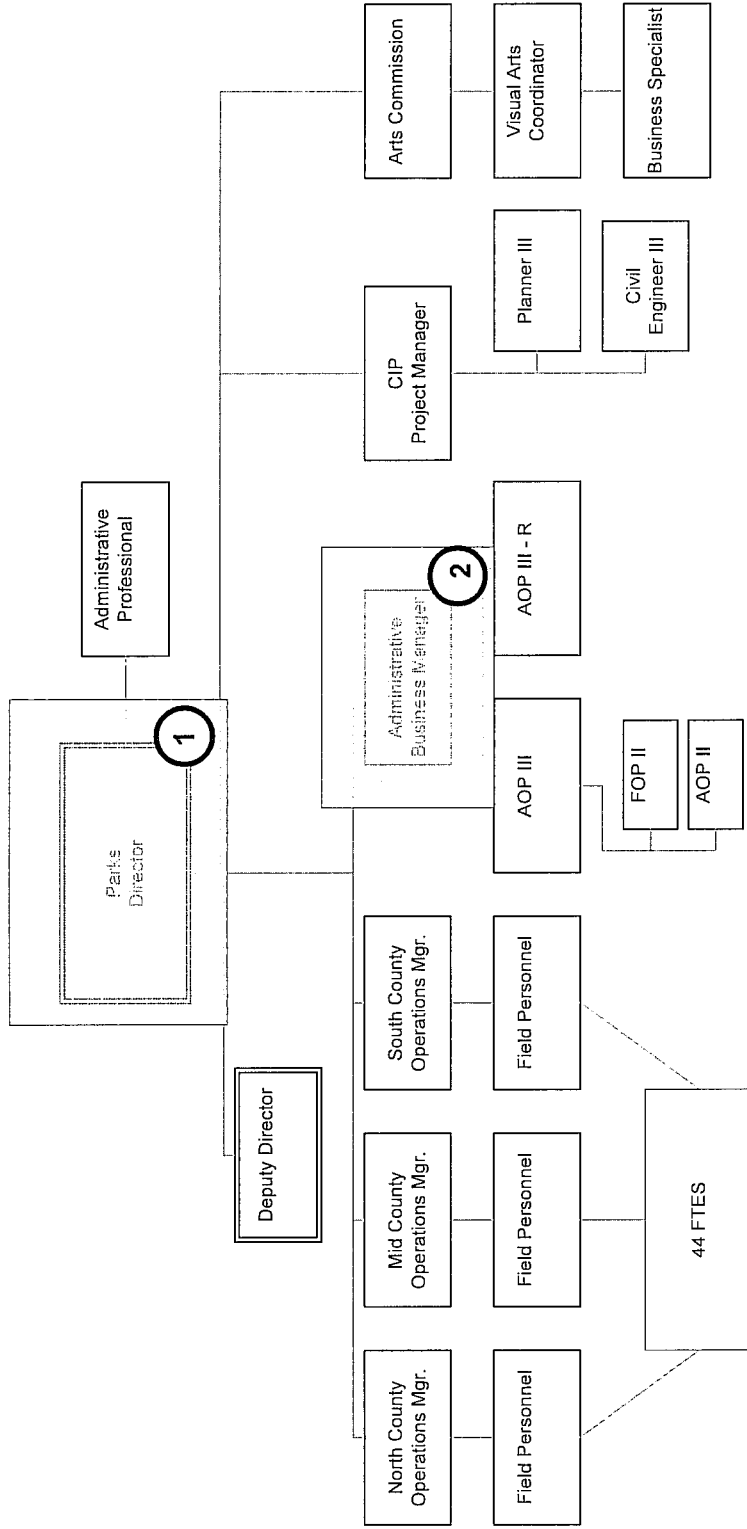 Parks
Director
1
Administrative
Professional
Deputy Director
Administrative
Business Manager
2
North County
Operations Mgr.
Mid County
Operations Mgr.
South County
Operations Mgr.
CIP
Project Manager
Arts Commission
Field Personnel
Field Personnel
Field Personnel
AOP III
AOP III - R
Planner III
Visual Arts
Coordinator
FOP II
AOP II
Civil
Engineer III
Business Specialist
44 FTES